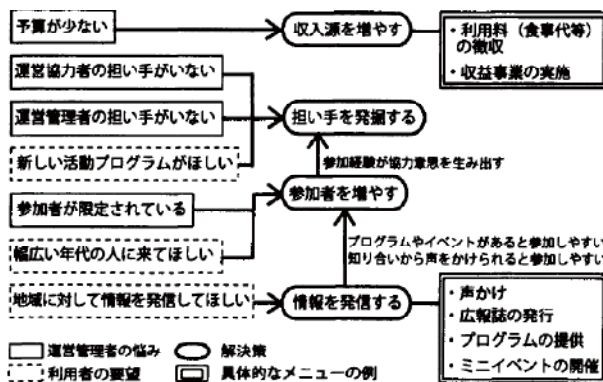 予算が少ない
収入源を増やす
・利用料(食事代等)
の徴収
・収益事業の実施
運営協力者の担い手がいない
運営管理者の担い手がいない
担い手を発掘する
新しい活動プログラムがほしい
参加経験が協力意思を生み出す
参加者が限定されている
参加者を増やす
幅広い年代の人に来てほしい
プログラムやイベントがあると参加しやすい
知り合いから声をかけられると参加しやすい
地域に対して情報を発信してほしい
情報を発信する
・声かけ
・広報誌の発行
・プログラムの提供
・ミニイベントの開催
運営管理者の悩み
解決策
利用者の要望
具体的なメニューの例